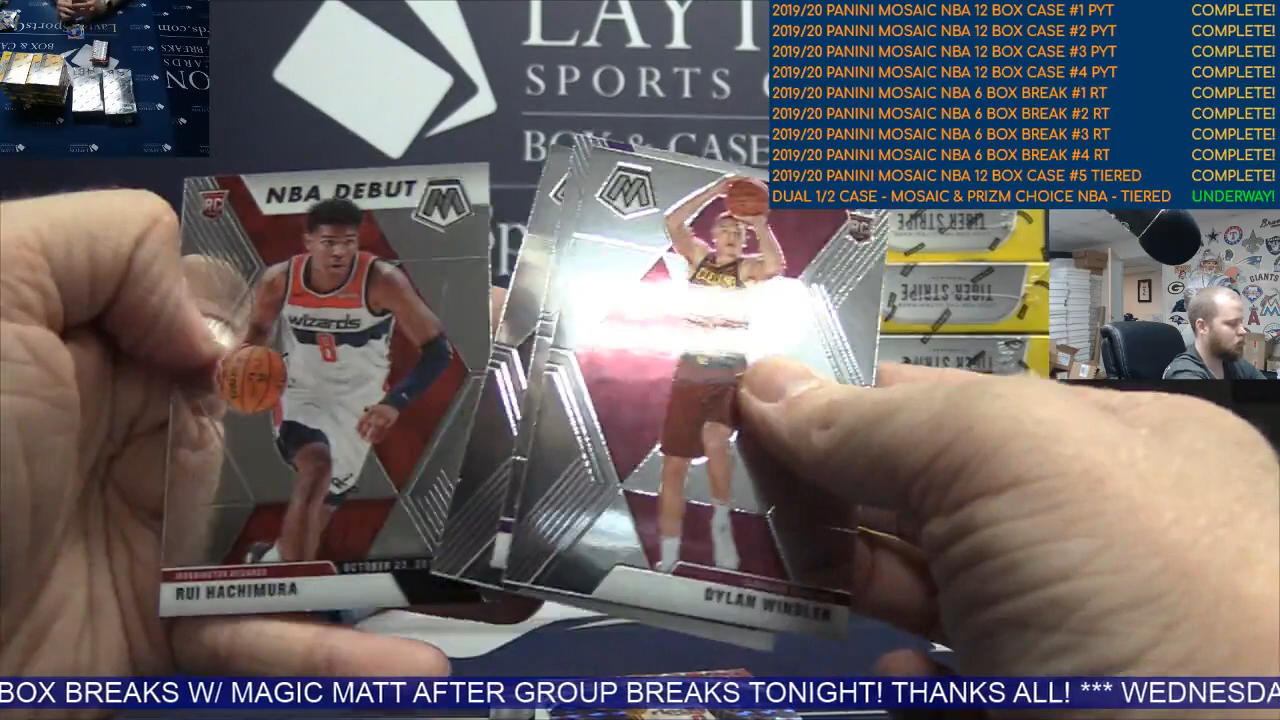 2019/20 PANINI MOSAIC NBA 12 BOX CASE #1 PYT COMPLETE!
2019/20 PANINI MOSAIC NBA 12 BOX CASE #2 PYT COMPLETE!
2019/20 PANINI MOSAIC NBA 12 BOX CASE #3 PYT COMPLETE!
2019/20 PANINI MOSAIC NBA 12 BOX CASE #4 PYT COMPLETE!
2019/20 PANINI MOSAIC NBA 6 BOX BREAK #1 RT COMPLETE!
2019/20 PANINI MOSAIC NBA 6 BOX BREAK #2 RT COMPLETE!
2019/20 PANINI MOSAIC NBA 6 BOX BREAK #3 RT COMPLETE!
2019/20 PANINI MOSAIC NBA 6 BOX BREAK #4 RT COMPLETE!
2019/20 PANINI MOSAIC NBA 12 BOX CASE #5 TIERED COMPLETE!
DUAL 1/2 CASE - MOSAIC & PRIZM CHOICE NBA - TIERED UNDERWAY!
LAYT
SPORTS C
BOX & CASE
NBA DEBUT
RC
M
wizards
8
RUI HACHIMURA
M
RC
DYLAN WINDLER
TIGER STRIPE
TIGER STRIPE
TIGER STRIPE
BOX BREAKS W/ MAGIC MATT AFTER GROUP BREAKS TONIGHT! THANKS ALL! *** WEDNESDA